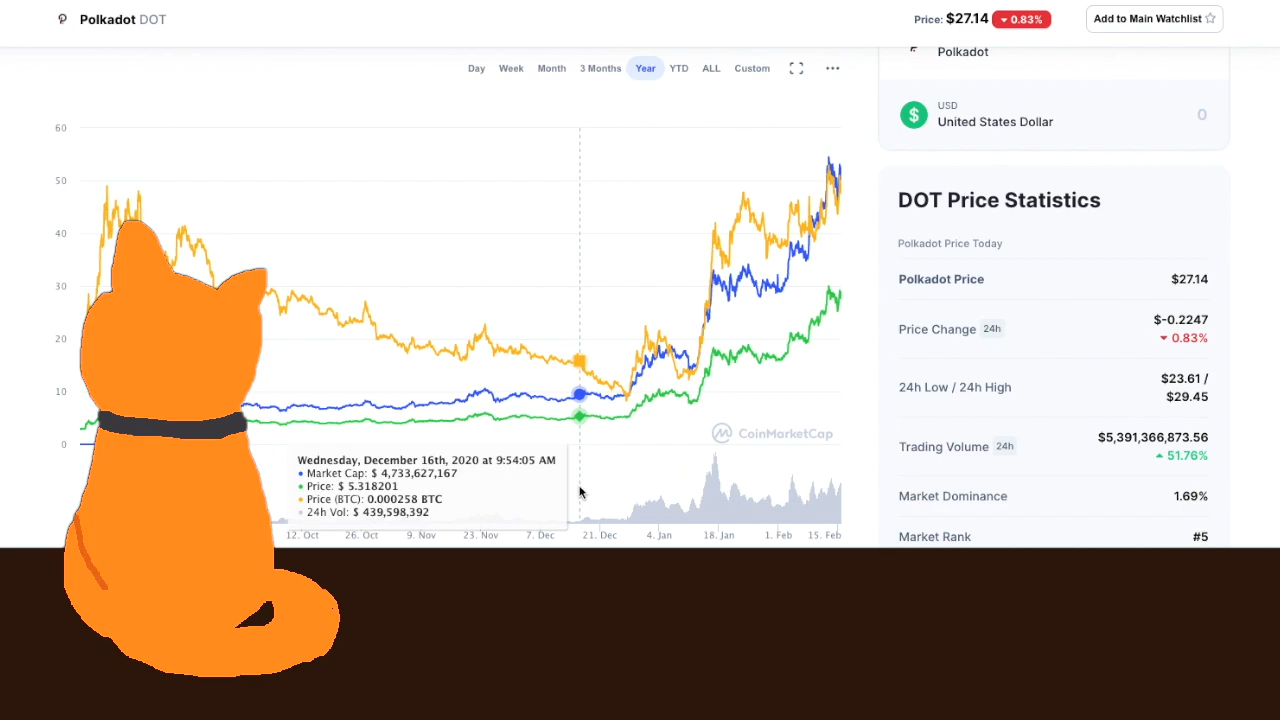 Polkadot DOT
Price: $27.14 0.83%
Add to Main Watchlist
Day Week Month 3 Months Year YTD ALL Custom
Polkadot
USD
United States Dollar
0
60
50
40
30
20
10
0
CoinMarketCap
Wednesday, December 16th, 2020 at 9:54:05 AM
Market Cap: $ 4,733,627,167
Price: $ 5.318201
Price (BTC): 0.000258 BTC
24h Vol: $ 439,598,392
12. Oct 26. Oct 9. Nov 23. Nov 7. Dec 21. Dec 4. Jan 18. Jan 1. Feb 15. Feb
DOT Price Statistics
Polkadot Price Today
Polkadot Price $27.14
Price Change 24h $-0.2247
0.83%
24h Low / 24h High $23.61 /
$29.45
Trading Volume 24h $5,391,366,873.56
51.76%
Market Dominance 1.69%
Market Rank #5